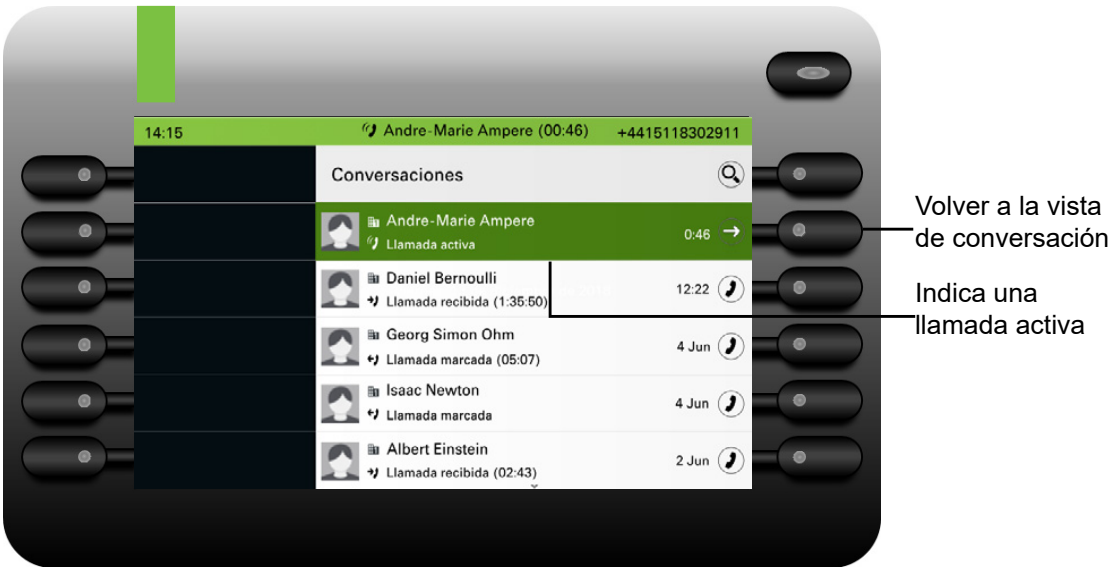 14:15 Andre-Marie Ampere (00:46) +4415118302911
Conversaciones
Andre-Marie Ampere
Llamada activa
0:46
Daniel Bernoulli
Llamada recibida (1:35:50)
12:22
Georg Simon Ohm
Llamada marcada (05:07)
4 Jun
Isaac Newton
Llamada marcada
4 Jun
Albert Einstein
Llamada recibida (02:43)
2 Jun
Volver a la vista
de conversación
Indica una
llamada activa